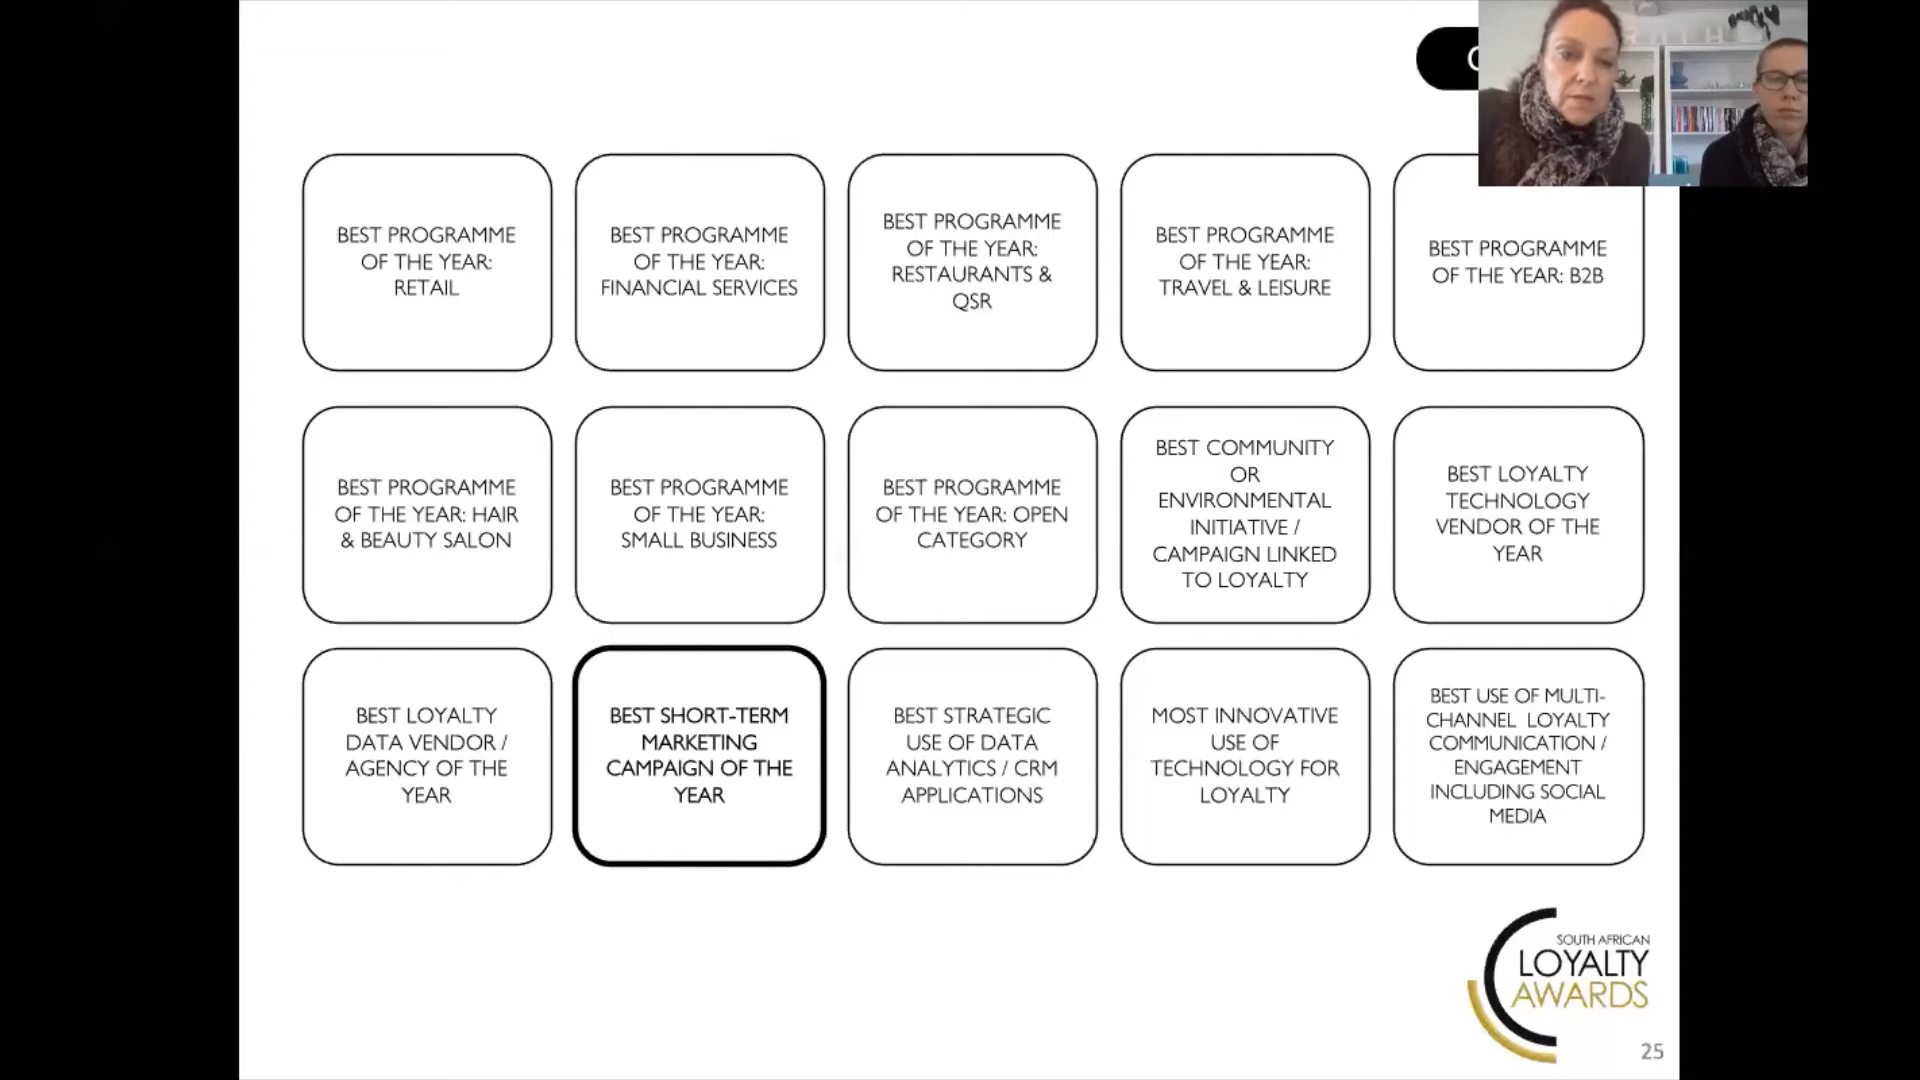 BEST PROGRAMME
OF THE YEAR:
RETAIL
BEST PROGRAMME
OF THE YEAR:
FINANCIAL SERVICES
BEST PROGRAMME
OF THE YEAR:
RESTAURANTS &
QSR
BEST PROGRAMME
OF THE YEAR:
TRAVEL & LEISURE
BEST PROGRAMME
OF THE YEAR: B2B
BEST PROGRAMME
OF THE YEAR: HAIR
& BEAUTY SALON
BEST PROGRAMME
OF THE YEAR:
SMALL BUSINESS
BEST PROGRAMME
OF THE YEAR: OPEN
CATEGORY
BEST COMMUNITY
OR
ENVIRONMENTAL
INITIATIVE /
CAMPAIGN LINKED
TO LOYALTY
BEST LOYALTY
TECHNOLOGY
VENDOR OF THE
YEAR
BEST LOYALTY
DATA VENDOR /
AGENCY OF THE
YEAR
BEST SHORT-TERM
MARKETING
CAMPAIGN OF THE
YEAR
BEST STRATEGIC
USE OF DATA
ANALYTICS / CRM
APPLICATIONS
MOST INNOVATIVE
USE OF
TECHNOLOGY FOR
LOYALTY
BEST USE OF MULTI-
CHANNEL LOYALTY
COMMUNICATION /
ENGAGEMENT
INCLUDING SOCIAL
MEDIA
SOUTH AFRICAN
LOYALTY
AWARDS
25